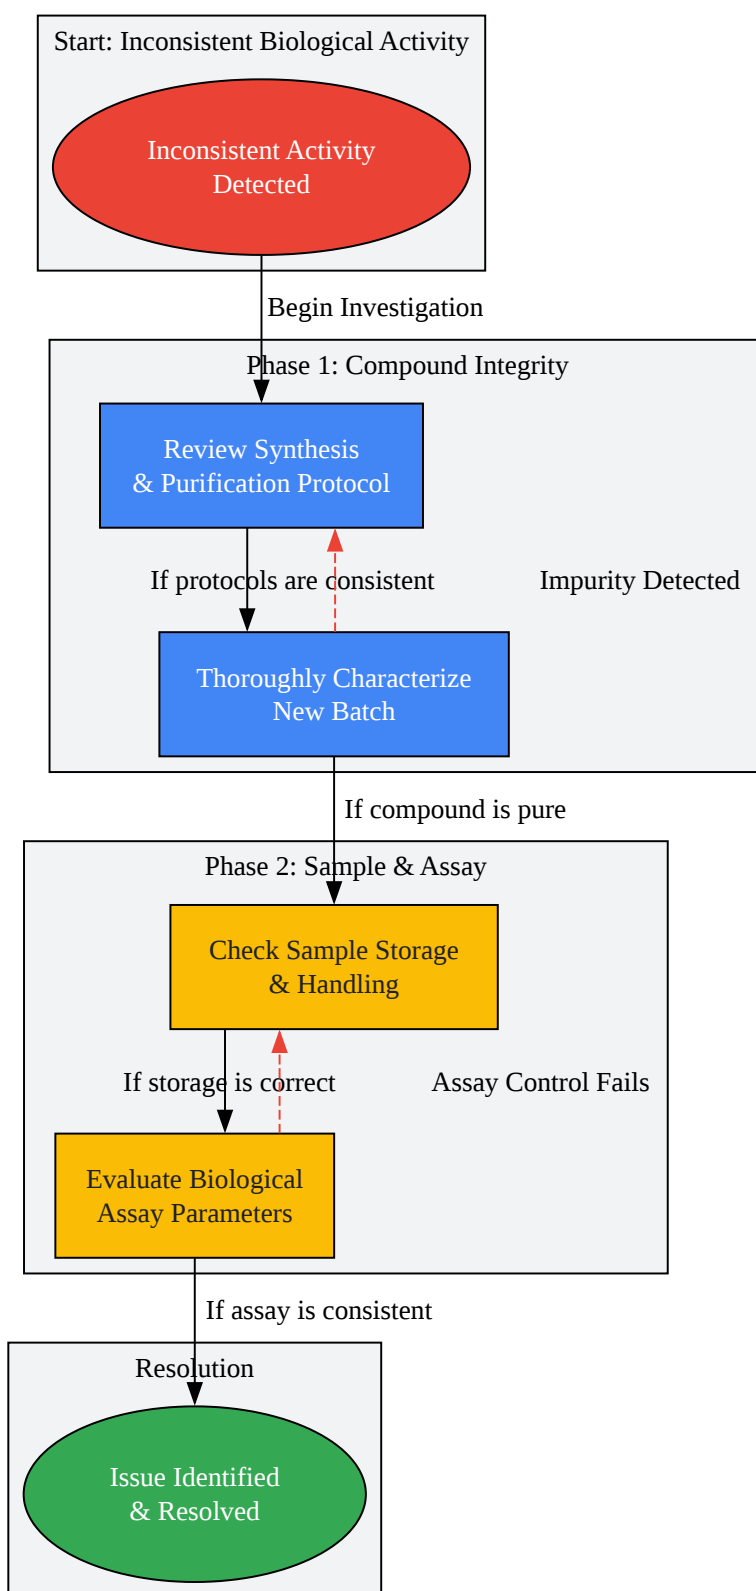 Start: Inconsistent Biological Activity
Inconsistent Activity
Detected
Begin Investigation
Phase 1: Compound Integrity
Review Synthesis
& Purification Protocol
If protocols are consistent
Impurity Detected
Thoroughly Characterize
New Batch
If compound is pure
Phase 2: Sample & Assay
Check Sample Storage
& Handling
If storage is correct
Assay Control Fails
Evaluate Biological
Assay Parameters
If assay is consistent
Resolution
Issue Identified
& Resolved